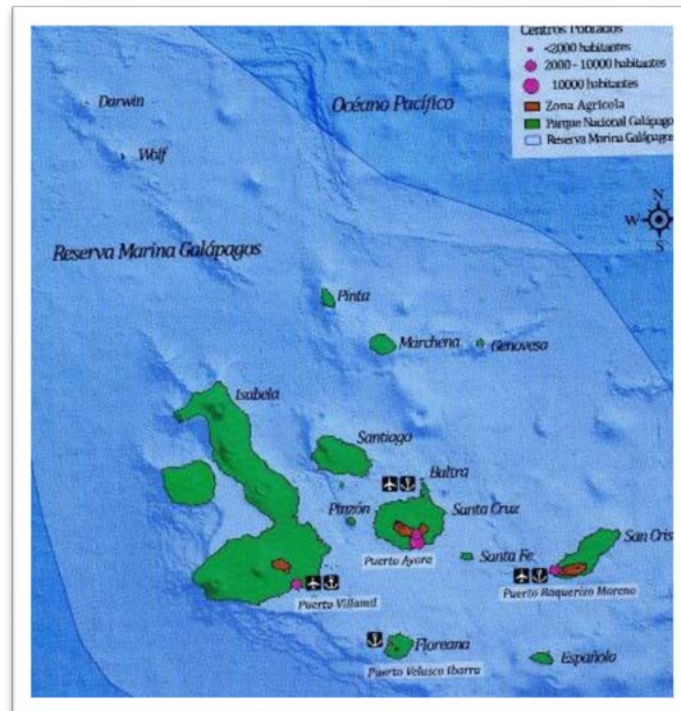 Centros Poblados
<2000 habitantes
2000 - 10000 habitantes
10000 habitantes
Zona Agrícola
Parque Nacional Galápago
Reserva Marina Galápagos
Océano Pacífico
Darwin
Wolf
N
W
S
Reserva Marina Galápagos
Pinta
Marchena
Genovesa
Isabela
Santiago
Baltra
Pinzón
Santa Cruz
San Cris
Puerto Ayora
Santa Fe
Puerto Villamil
Puerto Baquerizo Moreno
Floreana
Puerto Velasco Ibarra
Española